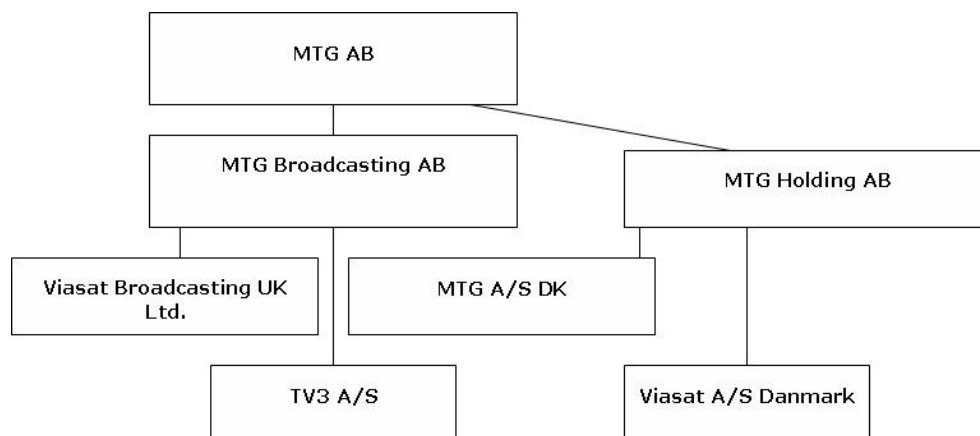 MTG AB
MTG Broadcasting AB
MTG Holding AB
Viasat Broadcasting UK
Ltd.
MTG A/S DK
TV3 A/S
Viasat A/S Danmark